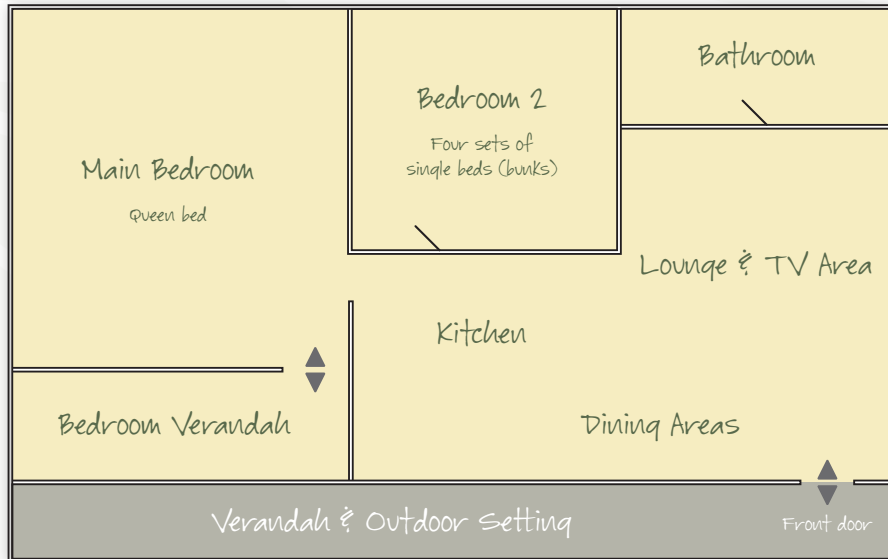 Bathroom
Bedroom 2
Four sets of
single beds (bunks)
Main Bedroom
Queen bed
Lounge & TV Area
Kitchen
Bedroom Verandah
Dining Areas
Verandah & Outdoor Setting
Front door